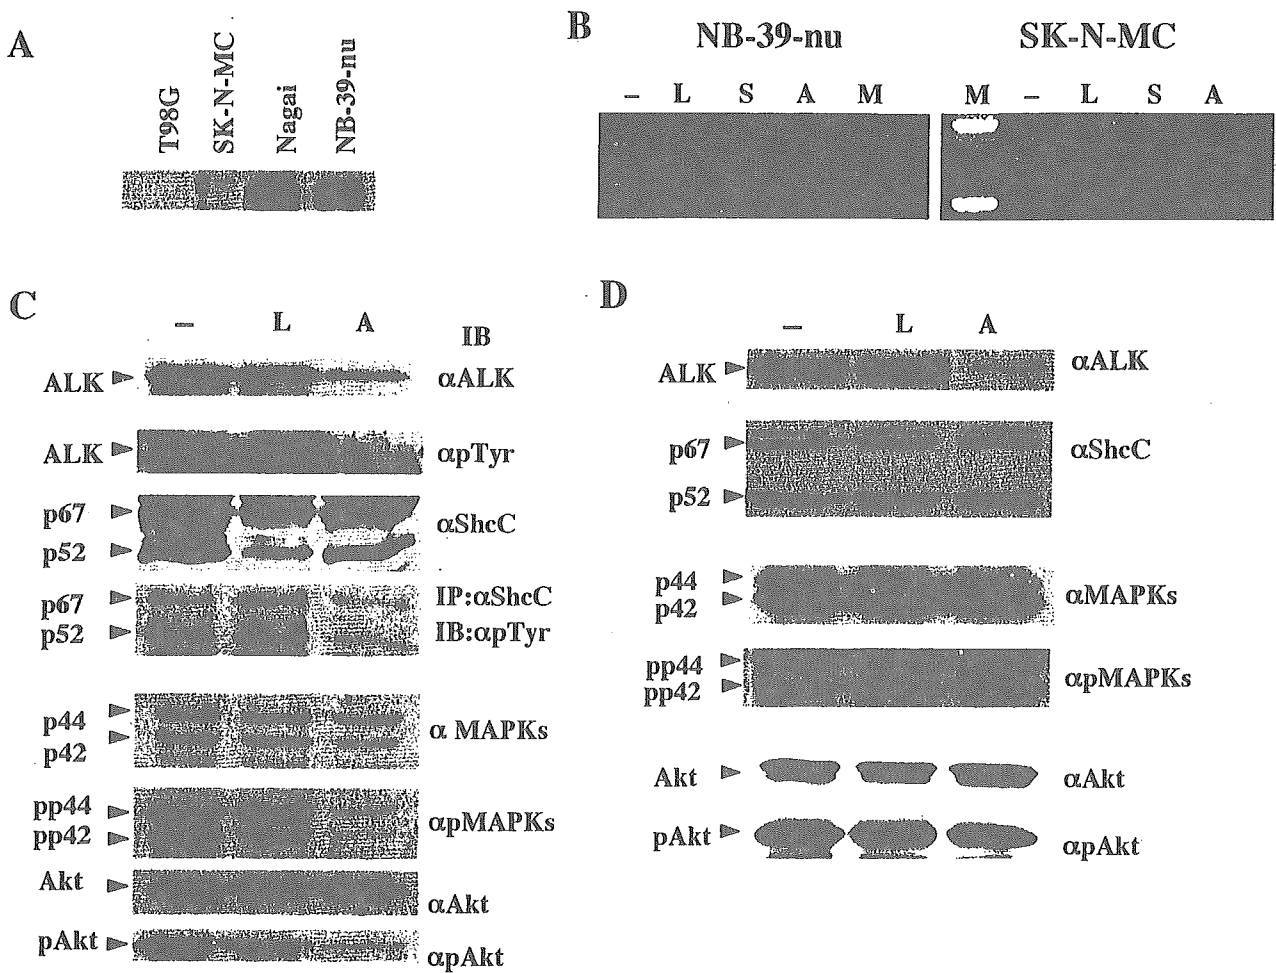 A
T98G
SK-N-MC
Nagai
NB-39-nu
B
NB-39-nu
SK-N-MC
– L S A M
M – L S A
C
– L A IB
ALK αALK
ALK αpTyr
p67 αShcC
p52
p67 IP:αShcC
p52 IB:αpTyr
p44 α MAPKs
p42
pp44 αpMAPKs
pp42
Akt αAkt
pAkt αpAkt
D
– L A
ALK αALK
p67 αShcC
p52
p44 αMAPKs
p42
pp44 αpMAPKs
pp42
Akt αAkt
pAkt αpAkt